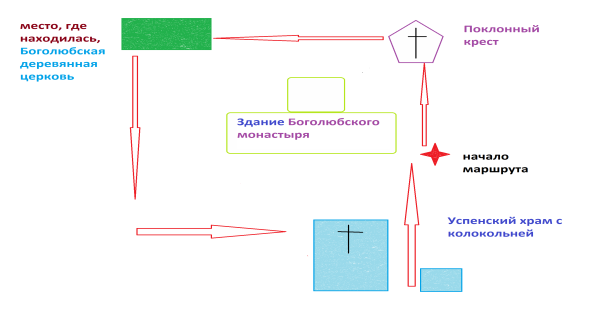 место, где
находилась,
Боголюбская
деревянная
церковь
Поклонный
крест
Здание Боголюбского
монастыря
начало
маршрута
Успенский храм с
колокольней